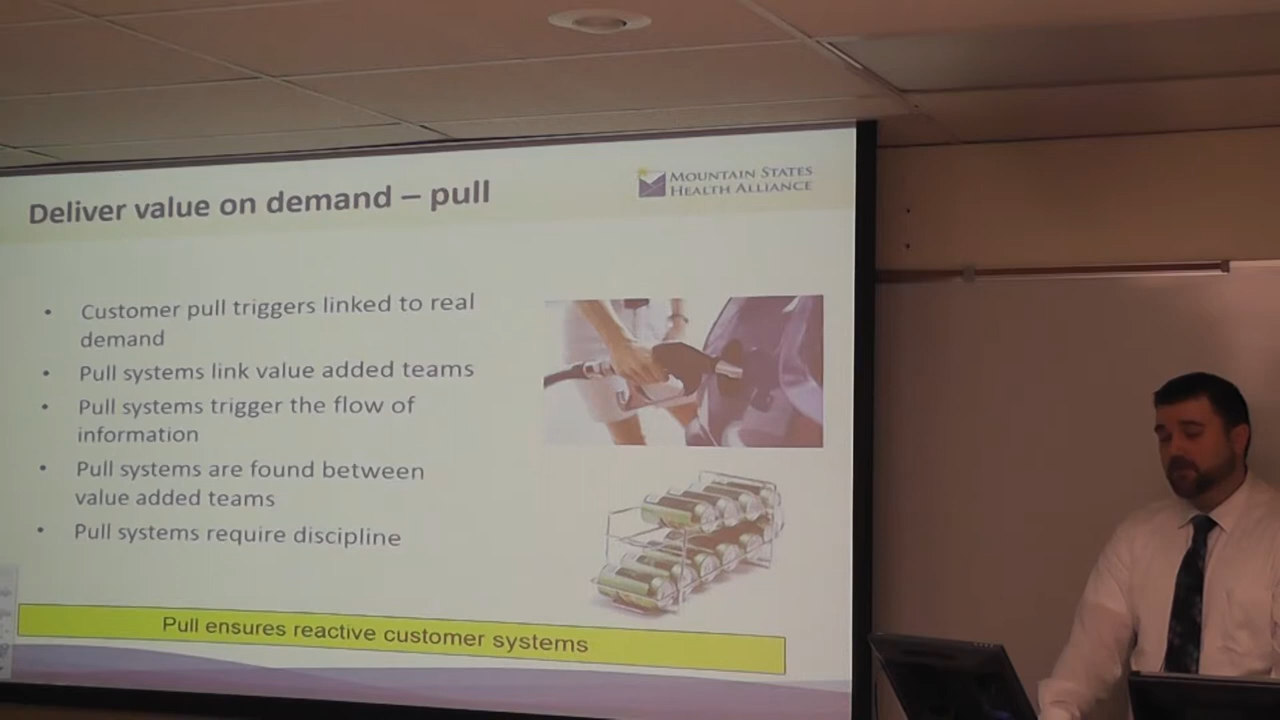 Deliver value on demand – pull
MOUNTAIN STATES
HEALTH ALLIANCE
• Customer pull triggers linked to real
demand
• Pull systems link value added teams
• Pull systems trigger the flow of
information
• Pull systems are found between
value added teams
• Pull systems require discipline
Pull ensures reactive customer systems